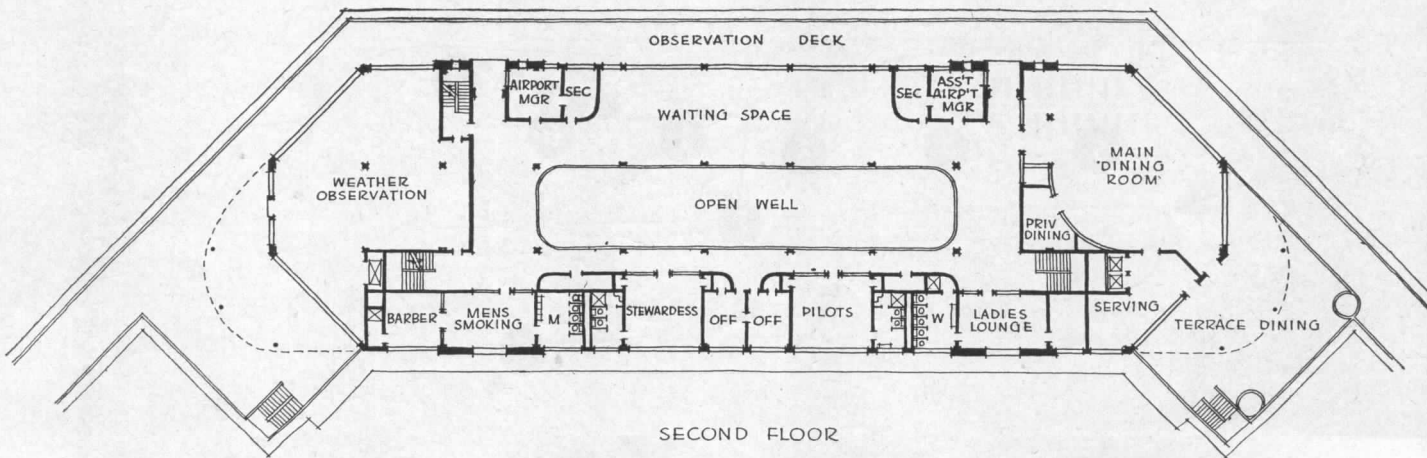 OBSERVATION DECK
AIRPORT
MGR
SEC
SEC
ASS'T
AIRP'T
MGR
WAITING SPACE
WEATHER
OBSERVATION
MAIN
DINING
ROOM
OPEN WELL
PRIV
DINING
BARBER
MENS
SMOKING
M
STEWARDESS
OFF
OFF
PILOTS
W
LADIES
LOUNGE
SERVING
TERRACE DINING
SECOND FLOOR